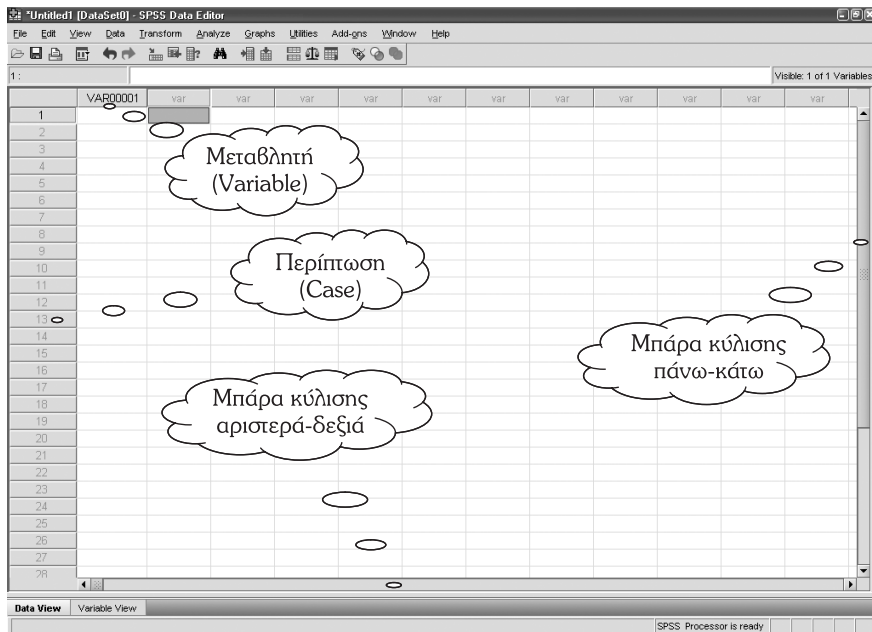 *Untitled1 [DataSet0] - SPSS Data Editor
File Edit View Data Transform Analyze Graphs Utilities Add-ons Window Help
1 :
Visible: 1 of 1 Variables
VAR00001 var var var var var var var var var var var
1
2
3
4
5
6
7
8
9
10
11
12
13
14
15
16
17
18
19
20
21
22
23
24
25
26
27
28
Μεταβλητή
(Variable)
Περίπτωση
(Case)
Μπάρα κύλισης
πάνω-κάτω
Μπάρα κύλισης
αριστερά-δεξιά
Data View Variable View
SPSS Processor is ready